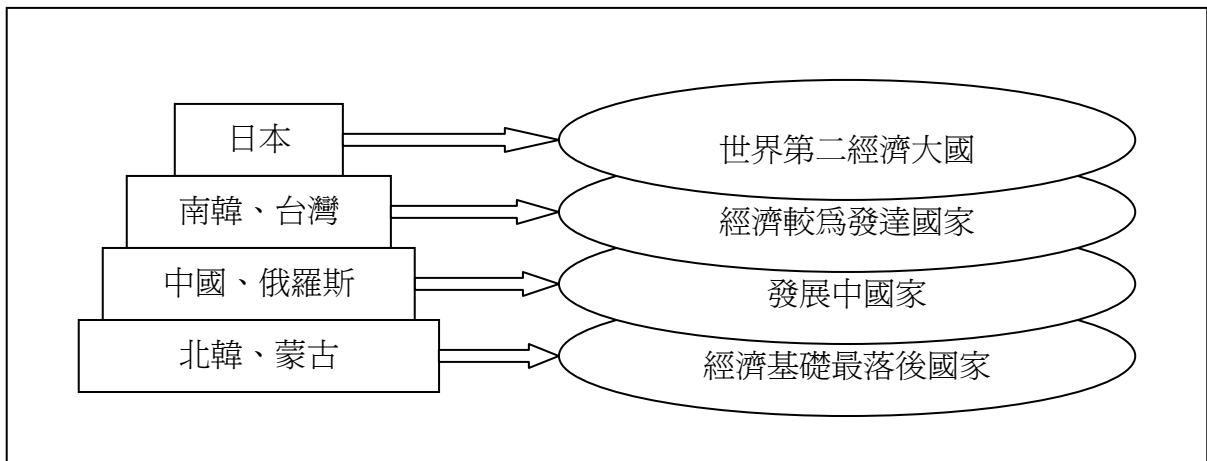 日本
世界第二經濟大國
南韓、台灣
經濟較為發達國家
中國、俄羅斯
發展中國家
北韓、蒙古
經濟基礎最落後國家